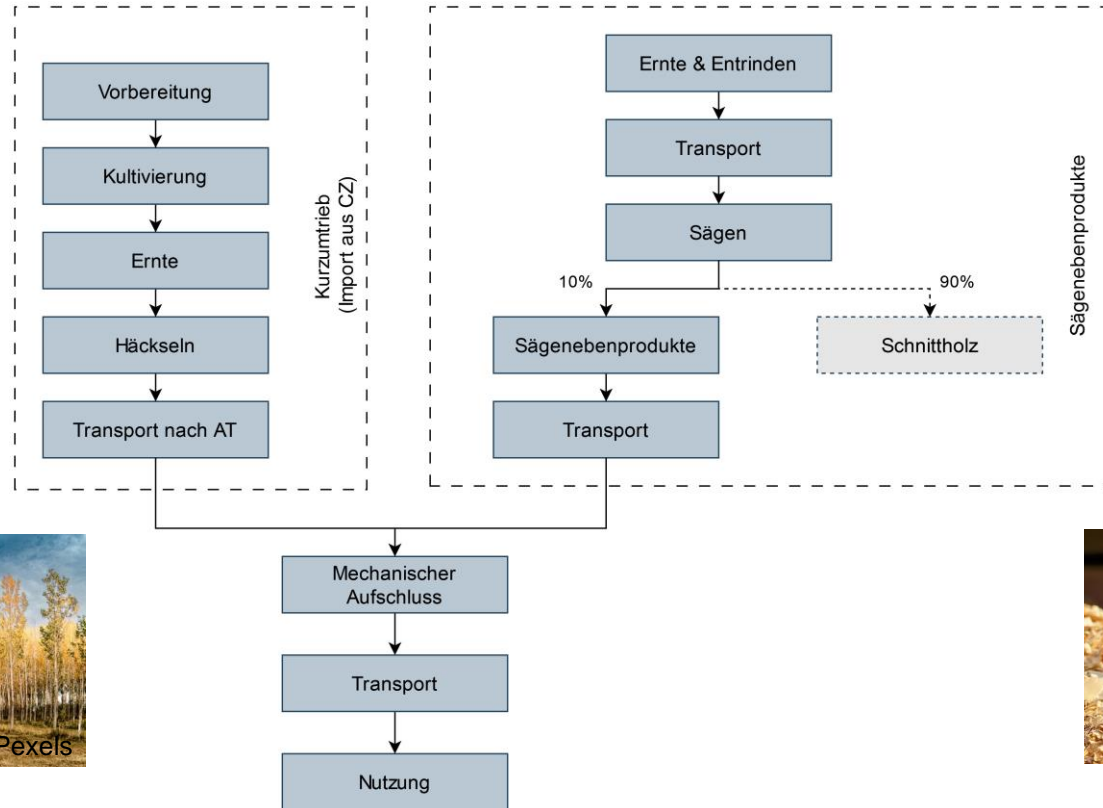 Vorbereitung
Kultivierung
Ernte
Häckseln
Transport nach AT
Kurzumtrieb
(Import aus CZ)
Ernte & Entrinden
Transport
Sägen
10%
90%
Sägenebenprodukte
Schnittholz
Transport
Sägenebenprodukte
Mechanischer
Aufschluss
Transport
Nutzung
Pexels